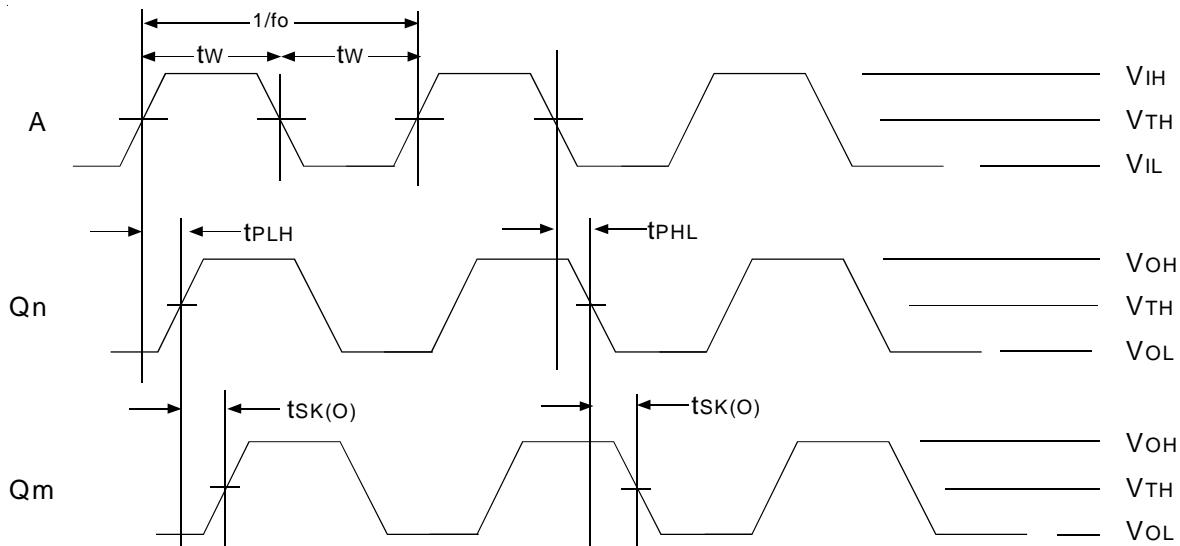 1/fo
tW tW
VIH
A VTH
VIL
tPLH tPHL
VOH
Qn VTH
VOL
tSK(O) tSK(O)
VOH
Qm VTH
VOL